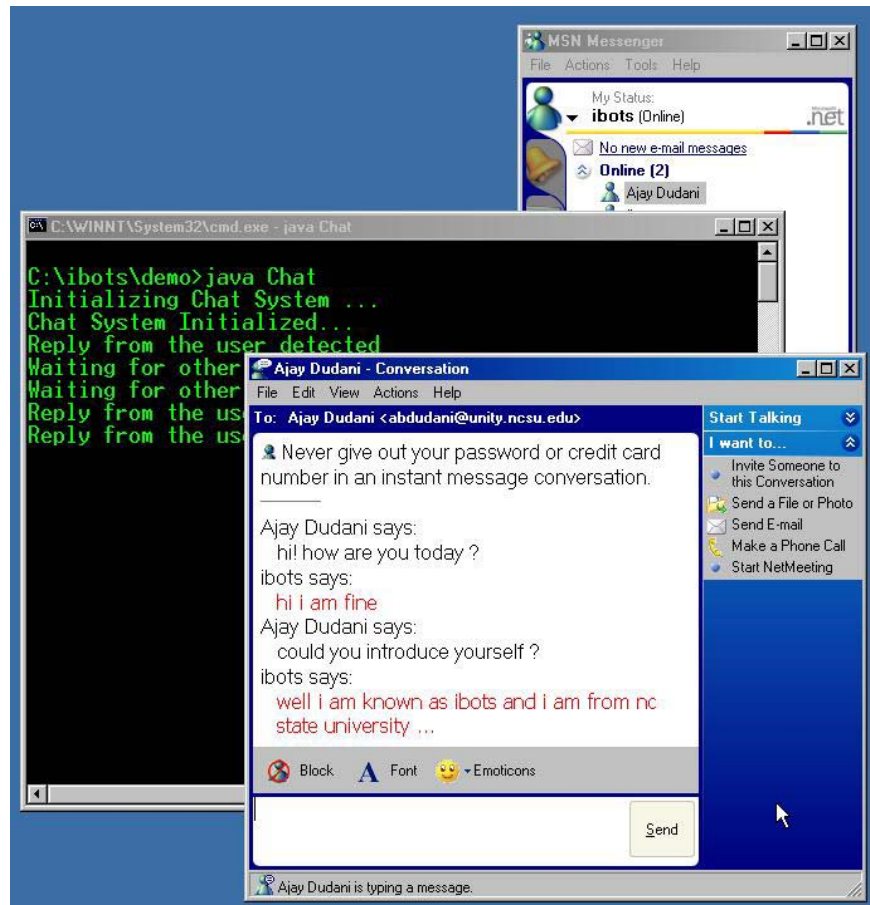 MSN Messenger
File Actions Tools Help
My Status:
ibots (Online)
.net
No new e-mail messages
Online (2)
Ajay Dudani
C:\WINNT\System32\cmd.exe - java Chat
C:\ibots\demo>java Chat
Initializing Chat System ...
Chat System Initialized...
Reply from the user detected
Waiting for other
Waiting for other
Reply from the us
Reply from the us
Ajay Dudani - Conversation
File Edit View Actions Help
To: Ajay Dudani <abdudani@unity.ncsu.edu>
Never give out your password or credit card
number in an instant message conversation.
Ajay Dudani says:
hi! how are you today ?
ibots says:
hi i am fine
Ajay Dudani says:
could you introduce yourself ?
ibots says:
well i am known as ibots and i am from nc
state university ...
Start Talking
I want to...
Invite Someone to
this Conversation
Send a File or Photo
Send E-mail
Make a Phone Call
Start NetMeeting
Block A Font Emoticons
Send
Ajay Dudani is typing a message.